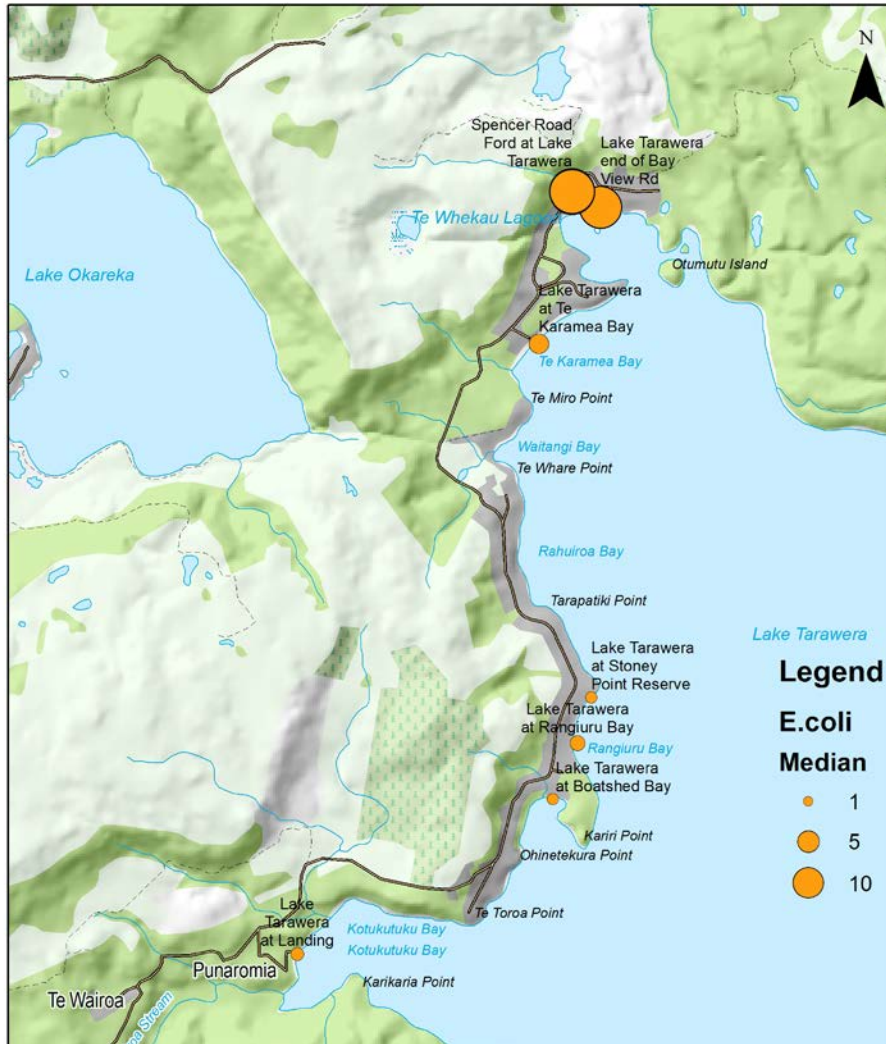 N
Spencer Road
Ford at Lake
Tarawera
Lake Tarawera
end of Bay
View Rd
Te Whekau
Otumutu Island
Lake Okareka
Lake Tarawera
at Te
Karamea Bay
Te Karamea Bay
Te Miro Point
Waitangi Bay
Te Whare Point
Rahuiroa Bay
Tarapatiki Point
Lake Tarawera
Lake Tarawera
at Stoney
Point Reserve
Lake Tarawera
at Rangiuru Bay
Rangiuru Bay
Lake Tarawera
at Boatshed Bay
Kariri Point
Ohinetekura Point
Te Toroa Point
Lake
Tarawera
at Landing
Kotukutuku Bay
Kotukutuku Bay
Punaromia
Karikaria Point
Te Wairoa
Stream
Legend
E.coli
Median
1
5
10